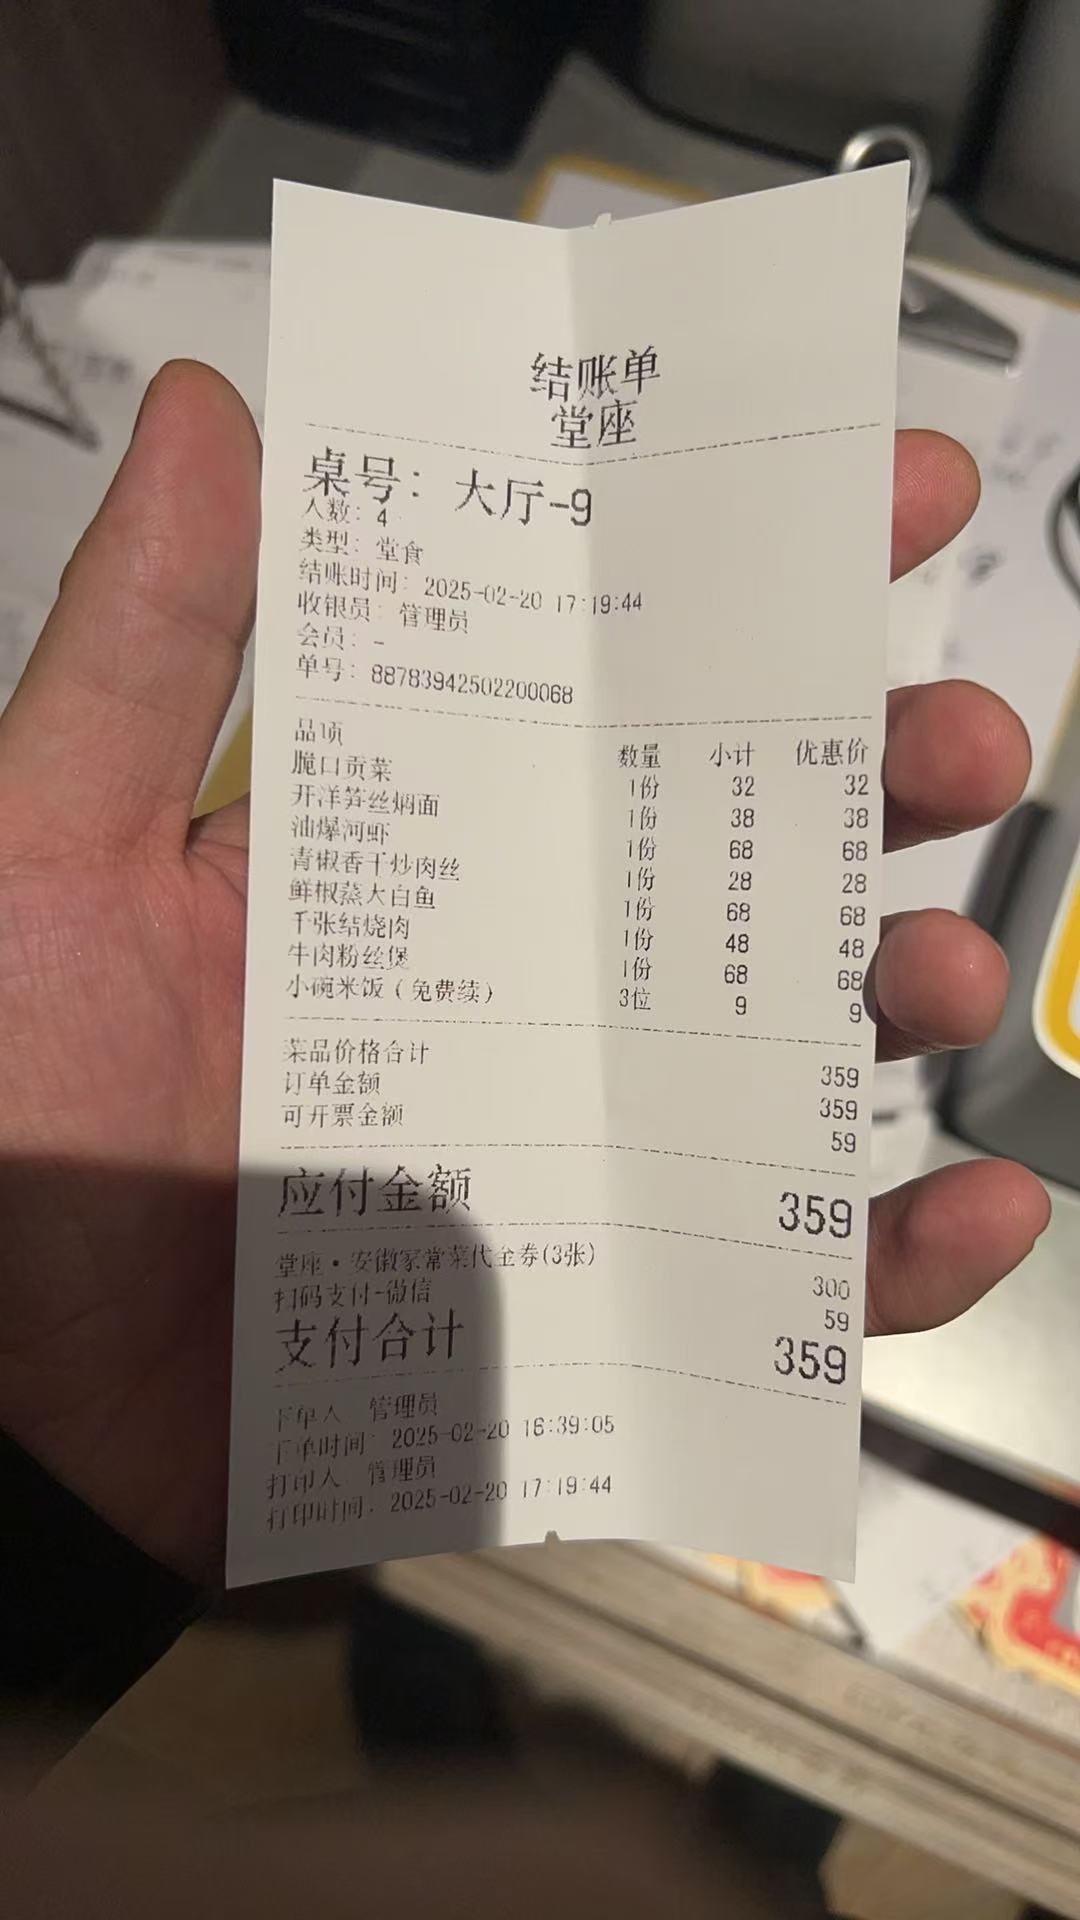 结账单
堂座
桌号：大厅-9
人数：4
类型：堂食
结账时间：2025-02-20 17:19:44
收银员：管理员
会员：-
单号：88783942502200068
品项 数量 小计 优惠价
脆口贡菜 1份 32 32
开洋笋丝焖面 1份 38 38
油爆河虾 1份 68 68
青椒香干炒肉丝 1份 28 28
鲜椒蒸大白鱼 1份 68 68
千张结烧肉 1份 48 48
牛肉粉丝煲 1份 68 68
小碗米饭（免费续） 3位 9 9
菜品价格合计 359
订单金额 359
可开票金额 59
应付金额 359
堂座·安徽家常菜代金券(3张) 300
扫码支付-微信 59
支付合计 359
下单人：管理员
下单时间：2025-02-20 16:39:05
打印人：管理员
打印时间：2025-02-20 17:19:44